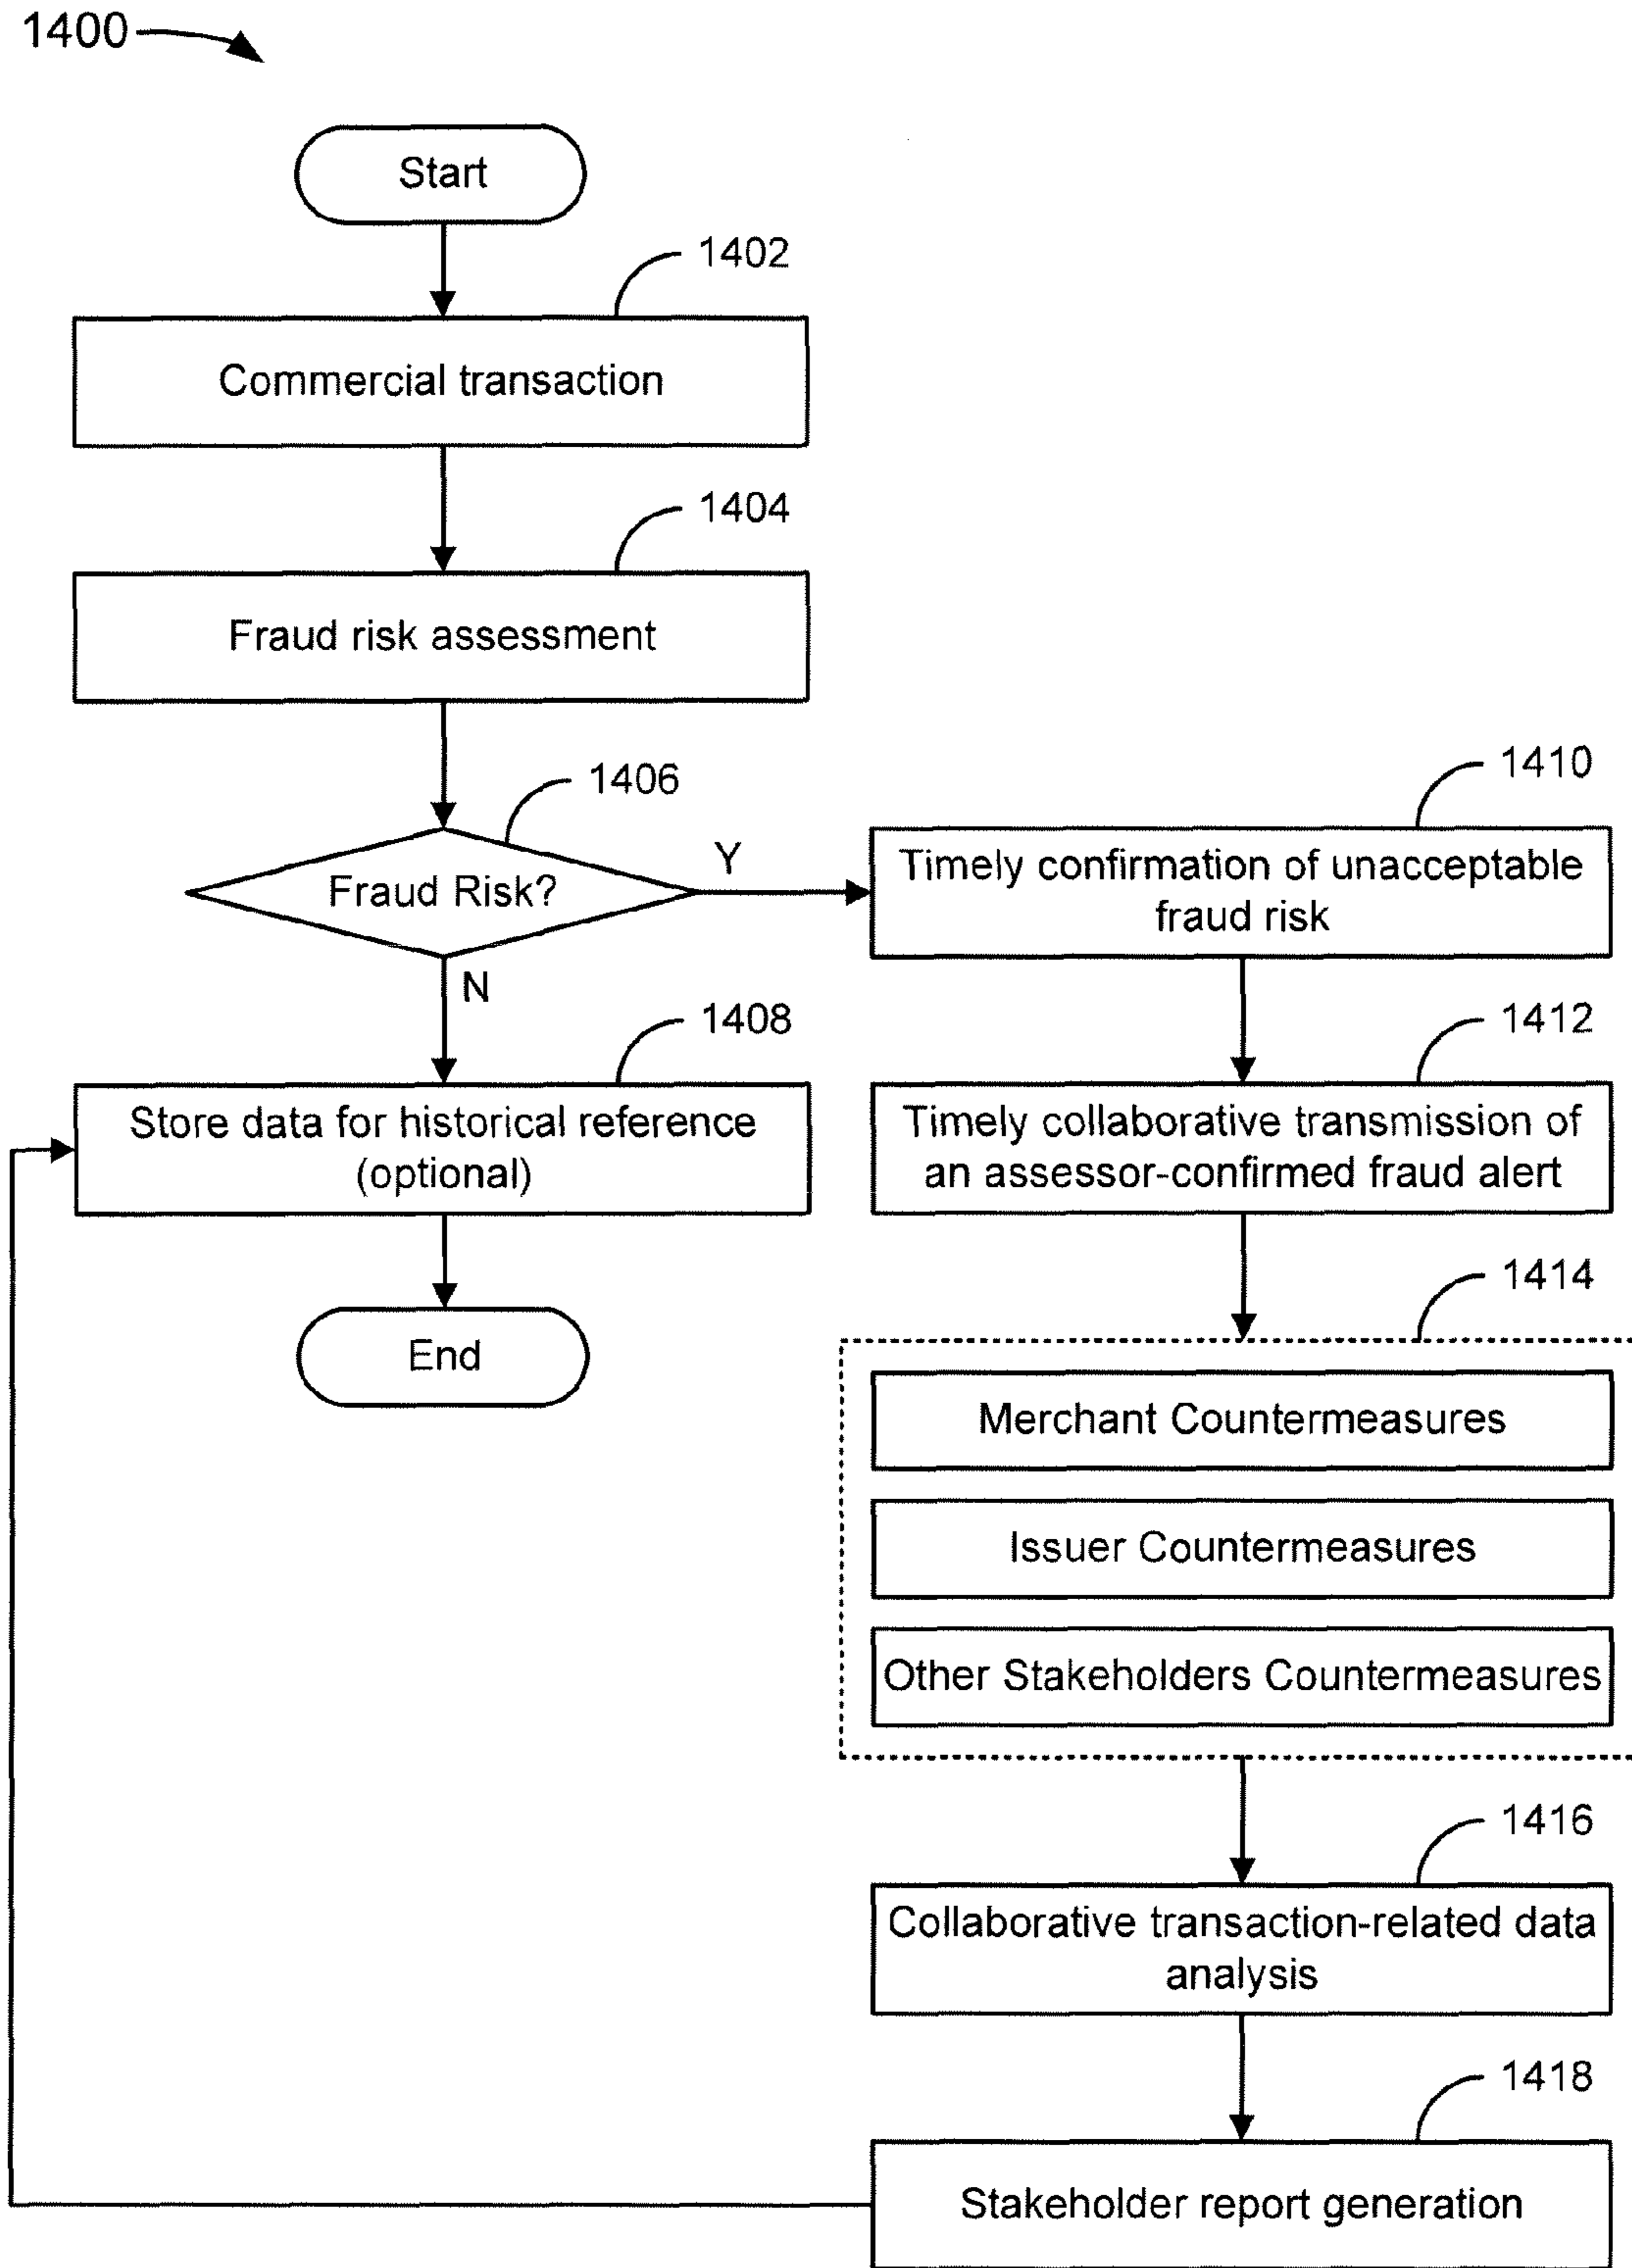 1400
Start
1402
Commercial transaction
1404
Fraud risk assessment
1406
Fraud Risk?
Y
N
1408
Store data for historical reference
(optional)
End
1410
Timely confirmation of unacceptable
fraud risk
1412
Timely collaborative transmission of
an assessor-confirmed fraud alert
1414
Merchant Countermeasures
Issuer Countermeasures
Other Stakeholders Countermeasures
1416
Collaborative transaction-related data
analysis
1418
Stakeholder report generation